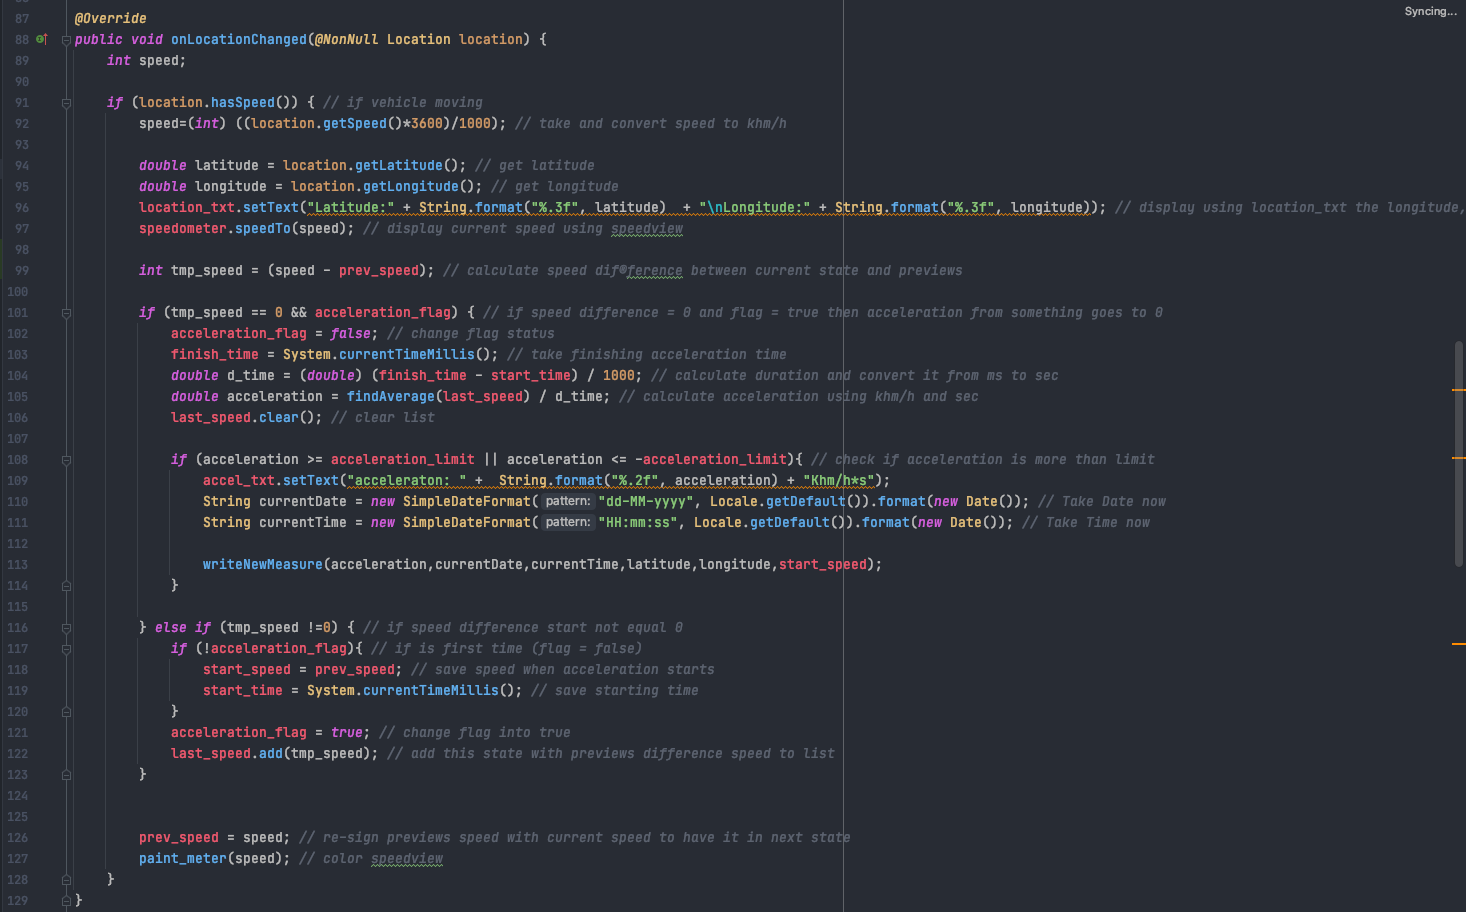 Syncing...
87 @Override
88 public void onLocationChanged(@NonNull Location location) {
89 int speed;
90
91 if (location.hasSpeed()) { // if vehicle moving
92 speed=(int) ((location.getSpeed()*3600)/1000); // take and convert speed to khm/h
93
94 double latitude = location.getLatitude(); // get latitude
95 double longitude = location.getLongitude(); // get longitude
96 location_txt.setText("Latitude:" + String.format("%.3f", latitude)  + "\nLongitude:" + String.format("%.3f", longitude)); // display using location_txt the longitude,
97 speedometer.speedTo(speed); // display current speed using speedview
98
99 int tmp_speed = (speed - prev_speed); // calculate speed dif®ference between current state and previews
100
101 if (tmp_speed == 0 && acceleration_flag) { // if speed difference = 0 and flag = true then acceleration from something goes to 0
102 acceleration_flag = false; // change flag status
103 finish_time = System.currentTimeMillis(); // take finishing acceleration time
104 double d_time = (double) (finish_time - start_time) / 1000; // calculate duration and convert it from ms to sec
105 double acceleration = findAverage(last_speed) / d_time; // calculate acceleration using khm/h and sec
106 last_speed.clear(); // clear list
107
108 if (acceleration >= acceleration_limit || acceleration <= -acceleration_limit){ // check if acceleration is more than limit
109 accel_txt.setText("acceleraton: " +  String.format("%.2f", acceleration) + "Khm/h*s");
110 String currentDate = new SimpleDateFormat( pattern: "dd-MM-yyyy", Locale.getDefault()).format(new Date()); // Take Date now
111 String currentTime = new SimpleDateFormat( pattern: "HH:mm:ss", Locale.getDefault()).format(new Date()); // Take Time now
112
113 writeNewMeasure(acceleration,currentDate,currentTime,latitude,longitude,start_speed);
114 }
115
116 } else if (tmp_speed !=0) { // if speed difference start not equal 0
117 if (!acceleration_flag){ // if is first time (flag = false)
118 start_speed = prev_speed; // save speed when acceleration starts
119 start_time = System.currentTimeMillis(); // save starting time
120 }
121 acceleration_flag = true; // change flag into true
122 last_speed.add(tmp_speed); // add this state with previews difference speed to list
123 }
124
125
126 prev_speed = speed; // re-sign previews speed with current speed to have it in next state
127 paint_meter(speed); // color speedview
128 }
129 }